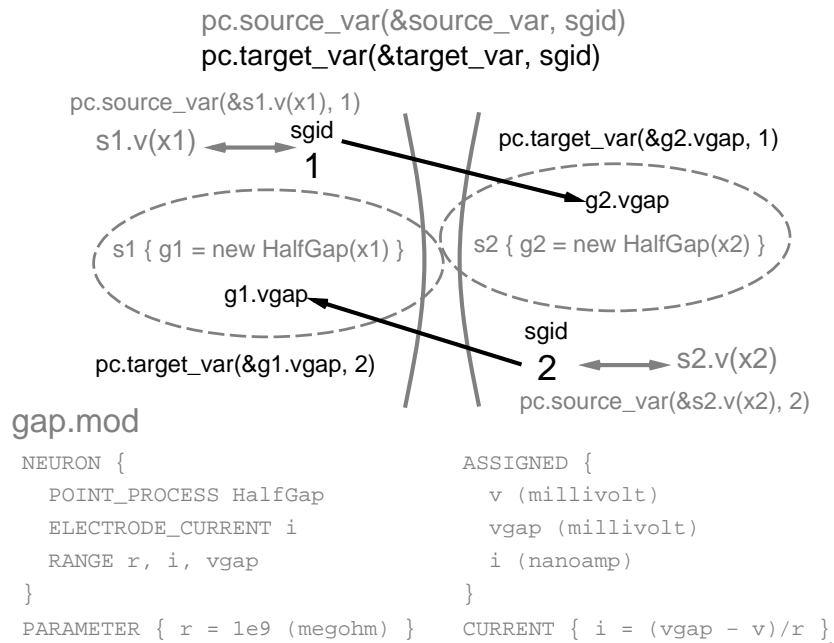 pc.source_var(&source_var, sgid)
pc.target_var(&target_var, sgid)
pc.source_var(&s1.v(x1), 1)
s1.v(x1)
sgid
1
pc.target_var(&g2.vgap, 1)
g2.vgap
s1 { g1 = new HalfGap(x1) }
s2 { g2 = new HalfGap(x2) }
g1.vgap
sgid
2
s2.v(x2)
pc.target_var(&g1.vgap, 2)
pc.source_var(&s2.v(x2), 2)
gap.mod
NEURON {
POINT_PROCESS HalfGap
ELECTRODE_CURRENT i
RANGE r, i, vgap
}
PARAMETER { r = 1e9 (megohm) }
ASSIGNED {
v (millivolt)
vgap (millivolt)
i (nanoamp)
}
CURRENT { i = (vgap - v)/r }